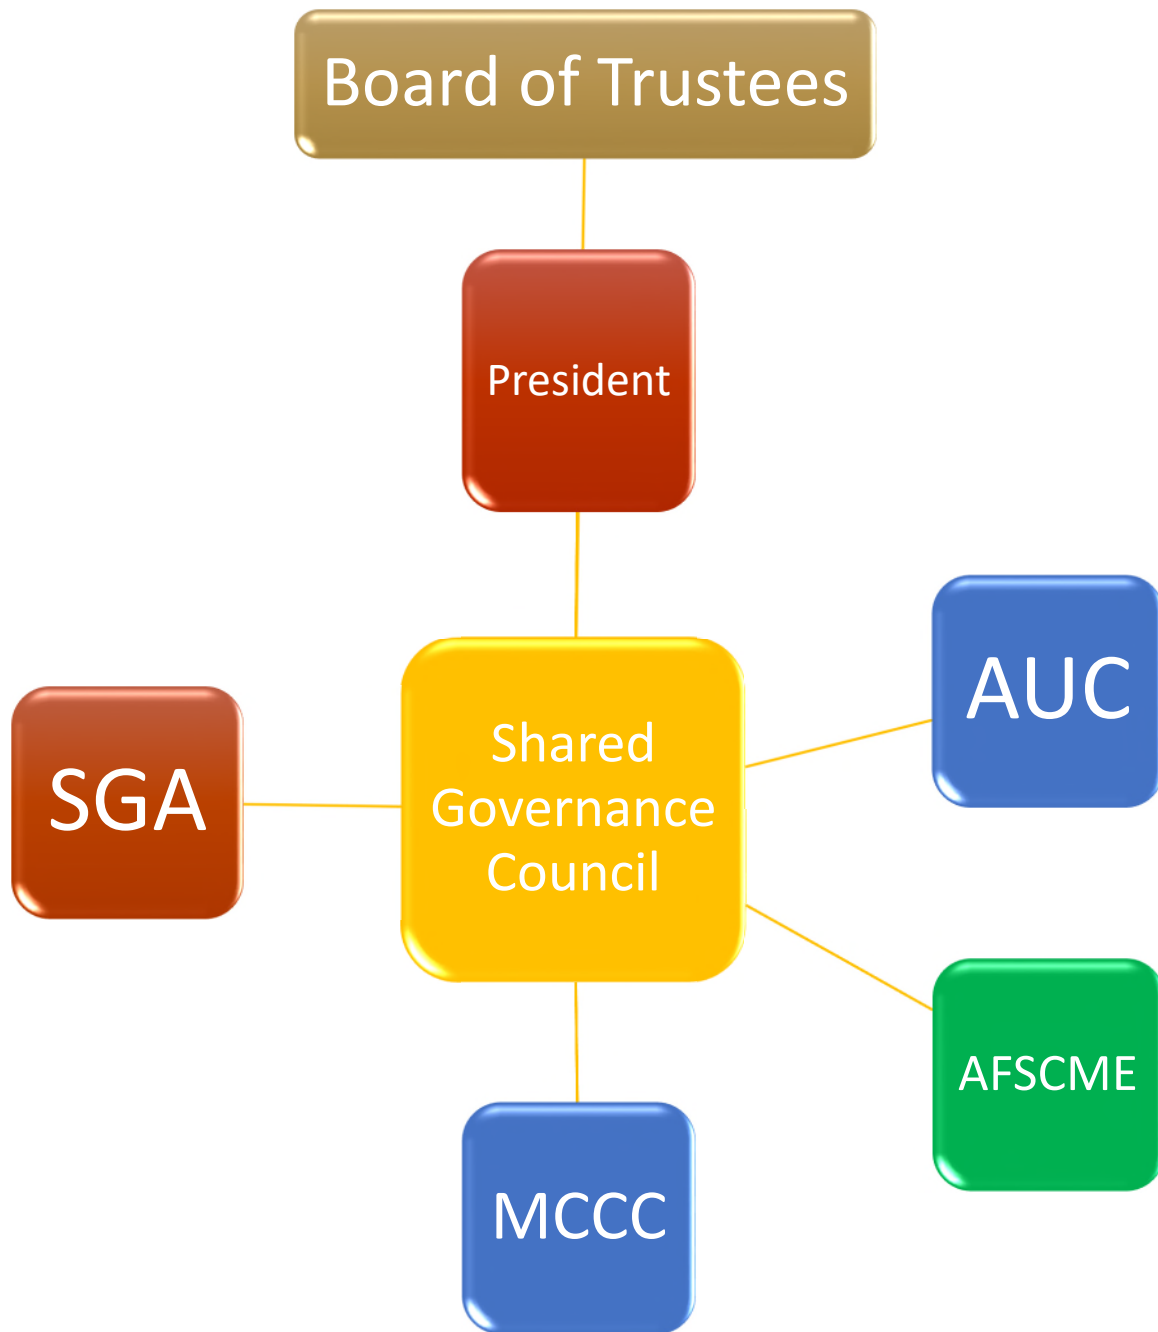 Board of Trustees
President
AUC
SGA
Shared
Governance
Council
AFSCME
MCCC